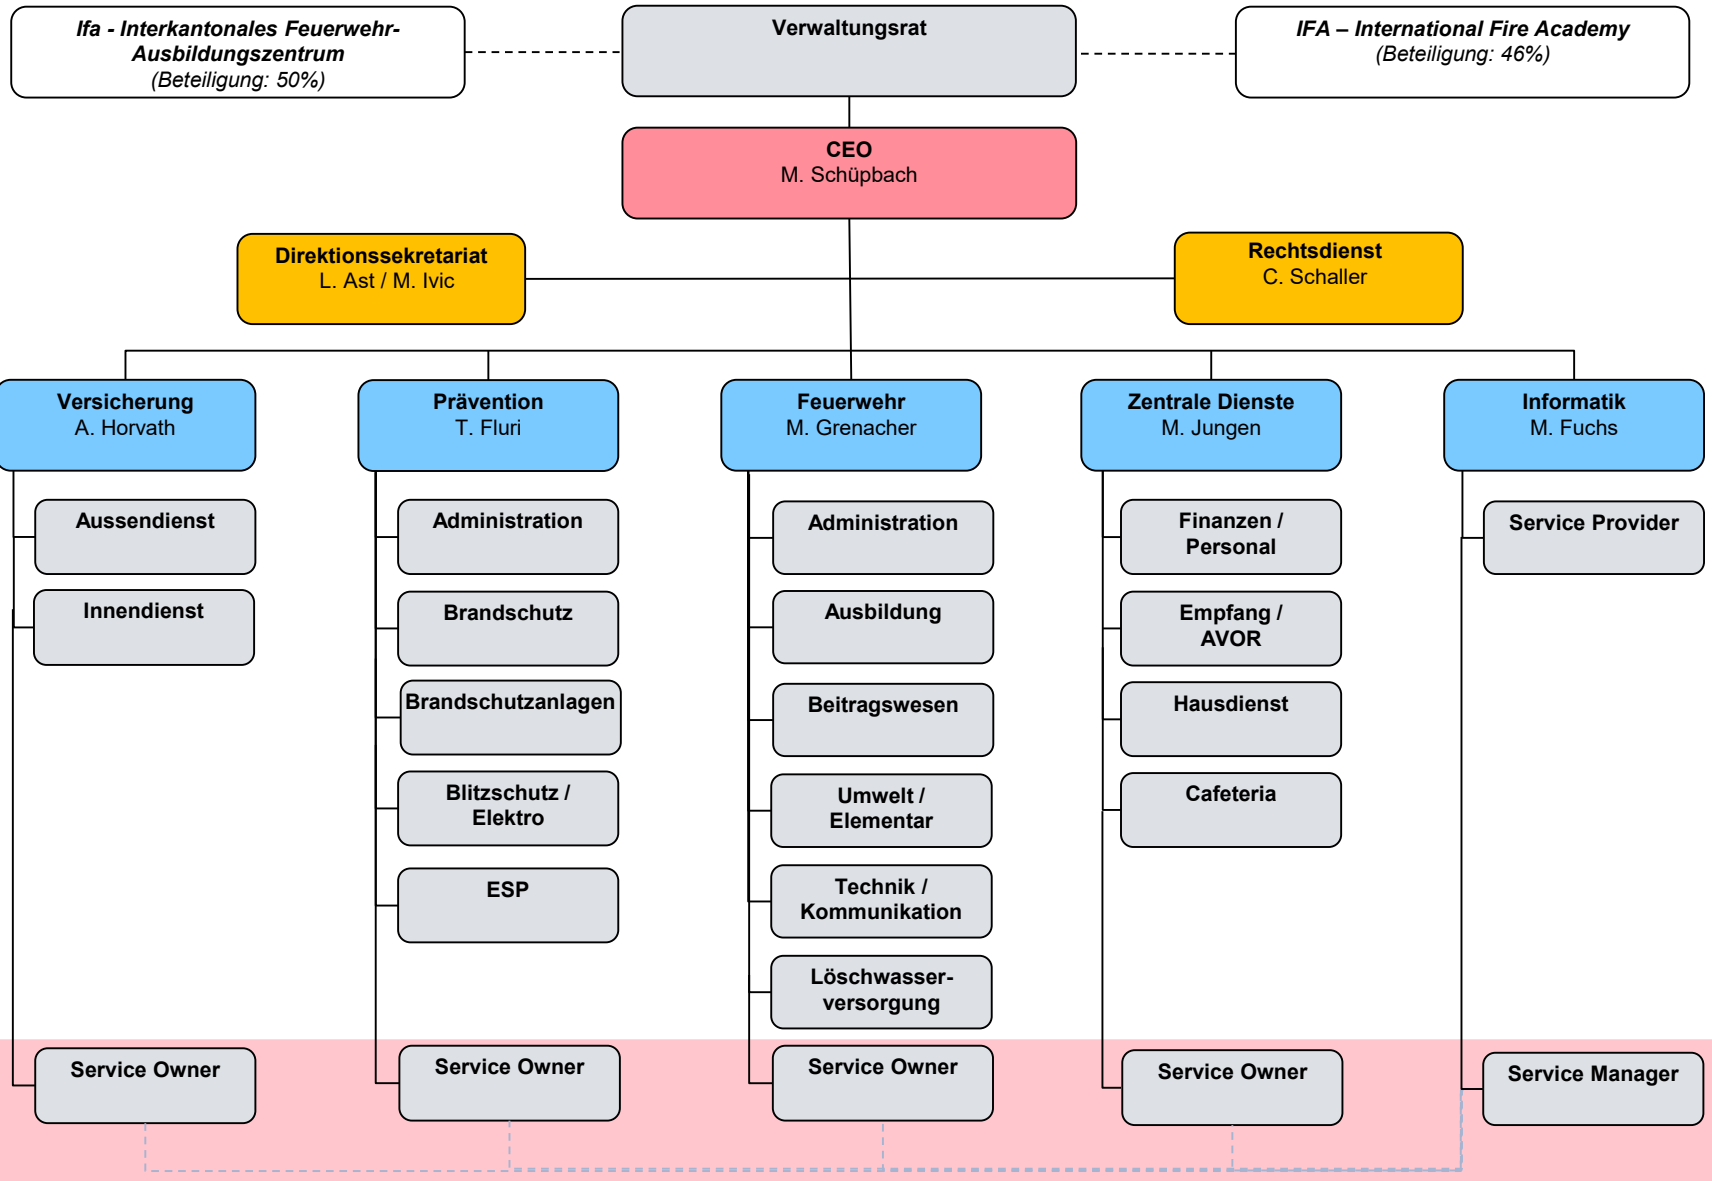 Ifa - Interkantonales Feuerwehr-
Ausbildungszentrum
(Beteiligung: 50%)
Verwaltungsrat
IFA – International Fire Academy
(Beteiligung: 46%)
CEO
M. Schüpbach
Direktionssekretariat
L. Ast / M. Ivic
Rechtsdienst
C. Schaller
Versicherung
A. Horvath
Prävention
T. Fluri
Feuerwehr
M. Grenacher
Zentrale Dienste
M. Jungen
Informatik
M. Fuchs
Aussendienst
Innendienst
Service Owner
Administration
Brandschutz
Brandschutzanlagen
Blitzschutz /
Elektro
ESP
Service Owner
Administration
Ausbildung
Beitragswesen
Umwelt /
Elementar
Technik /
Kommunikation
Löschwasser-
versorgung
Service Owner
Finanzen /
Personal
Empfang /
AVOR
Hausdienst
Cafeteria
Service Owner
Service Provider
Service Manager